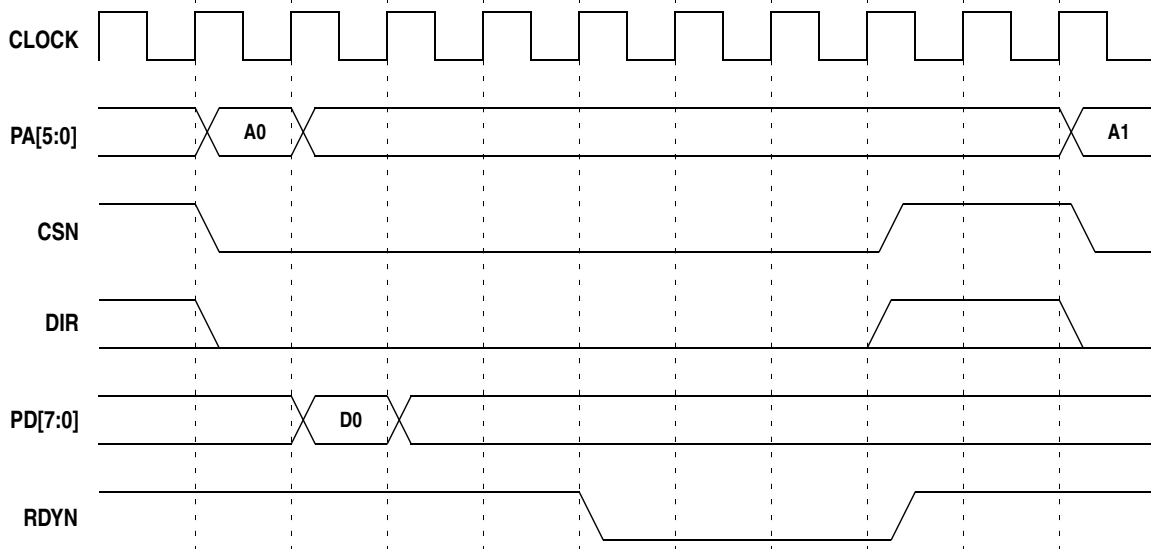 CLOCK
PA[5:0]
A0
A1
CSN
DIR
PD[7:0]
D0
RDYN